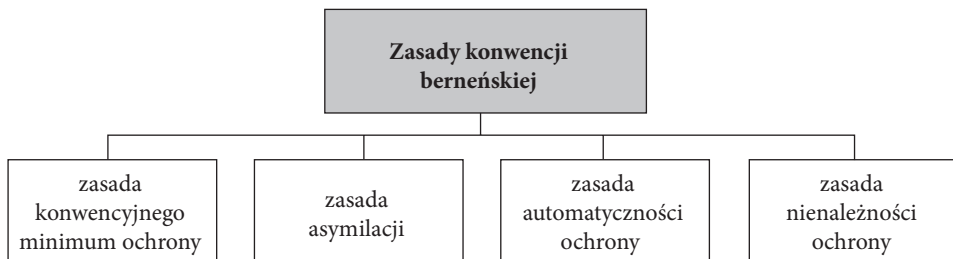 Zasady konwencji
berneńskiej
zasada
konwencyjnego
minimum ochrony
zasada
asymilacji
zasada
automatyczności
ochrony
zasada
nienależności
ochrony